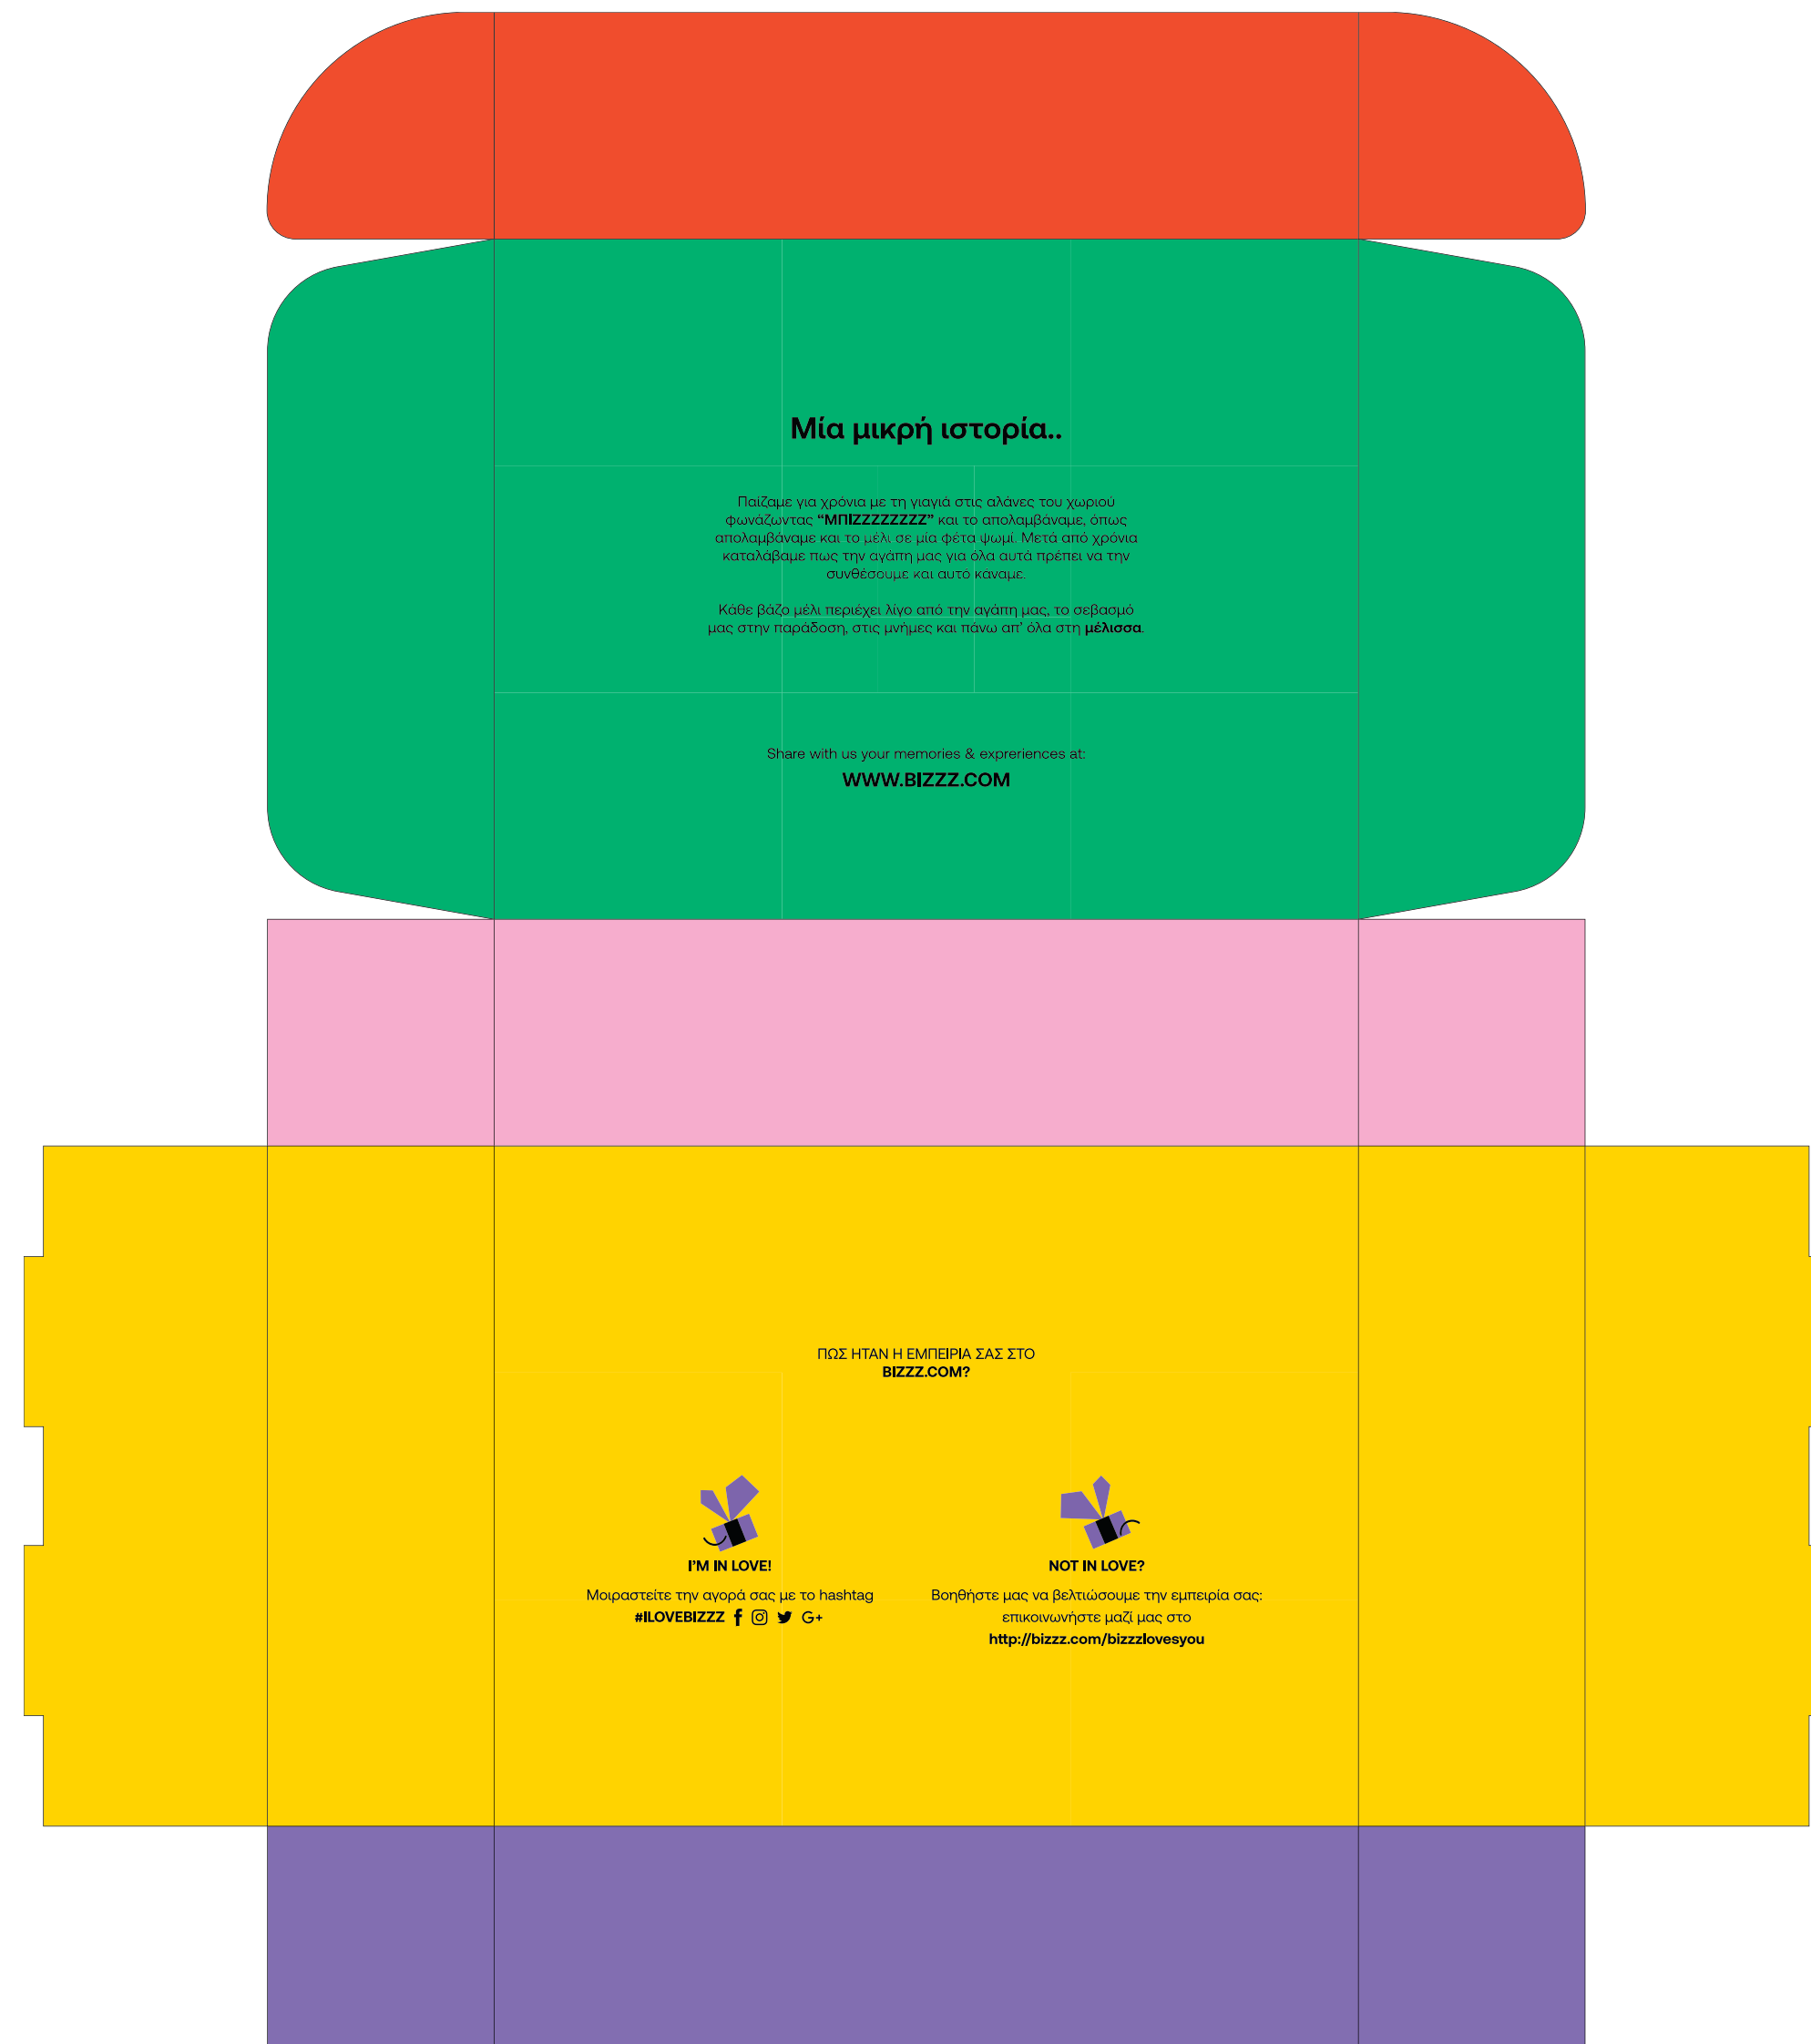 Μία μικρή ιστορία..
Παίζαμε για χρόνια με τη γιαγιά στις αλάνες του χωριού
φωνάζωντας “ΜΠΙΖΖΖΖΖΖΖΖ” και το απολαμβάναμε, όπως
απολαμβάναμε και το μέλι σε μία φέτα ψωμί. Μετά από χρόνια
καταλάβαμε πως την αγάπη μας για όλα αυτά πρέπει να την
συνθέσουμε και αυτό κάναμε.
Κάθε βάζο μέλι περιέχει λίγο από την αγάπη μας, το σεβασμό
μας στην παράδοση, στις μνήμες και πάνω απ’ όλα στη μέλισσα.
Share with us your memories & expreriences at:
WWW.BIZZZ.COM
ΠΩΣ ΗΤΑΝ Η ΕΜΠΕΙΡΙΑ ΣΑΣ ΣΤΟ
BIZZZ.COM?
I’M IN LOVE!
Μοιραστείτε την αγορά σας με το hashtag
#ILOVEBIZZZ f G+
NOT IN LOVE?
Βοηθήστε μας να βελτιώσουμε την εμπειρία σας:
επικοινωνήστε μαζί μας στο
http://bizzz.com/bizzzlovesyou